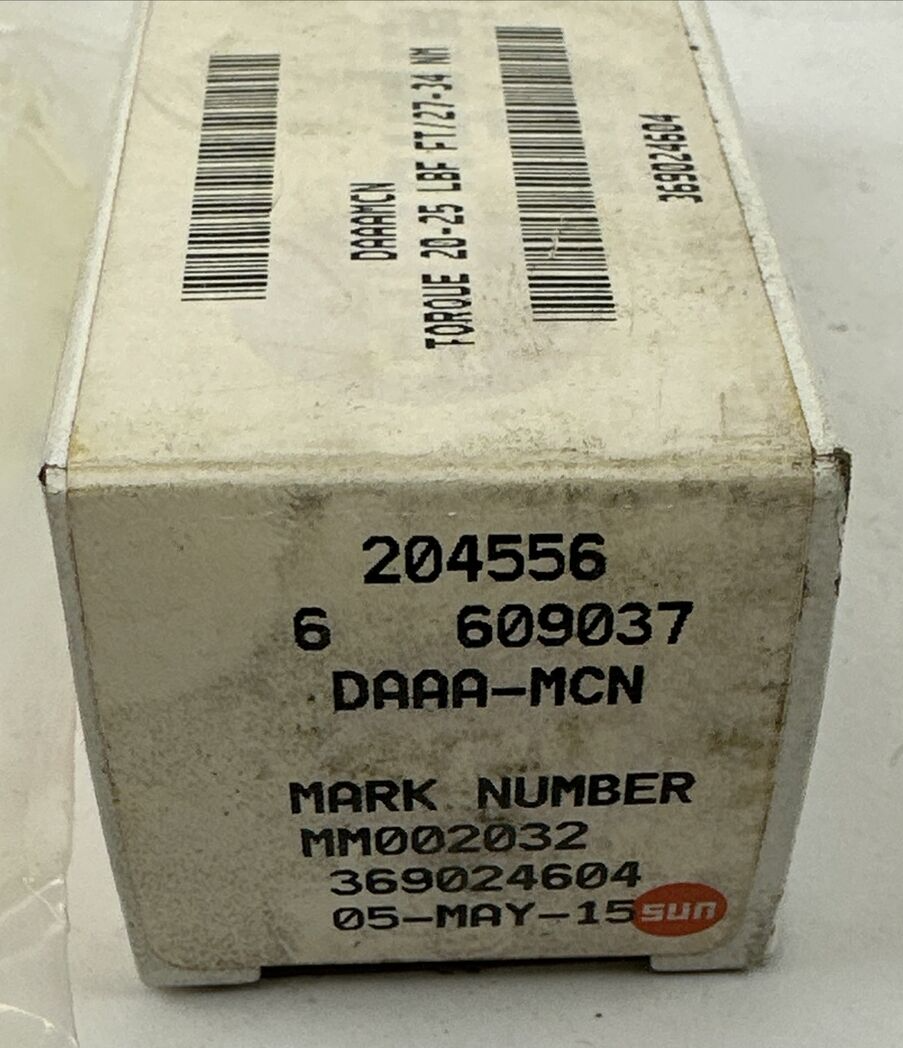 DAAAMCN
TORQUE 20-25 LBF FT/27-34 NM
369024604
204556
6 609037
DAAA-MCN
MARK NUMBER
MM002032
369024604
05-MAY-15
sun